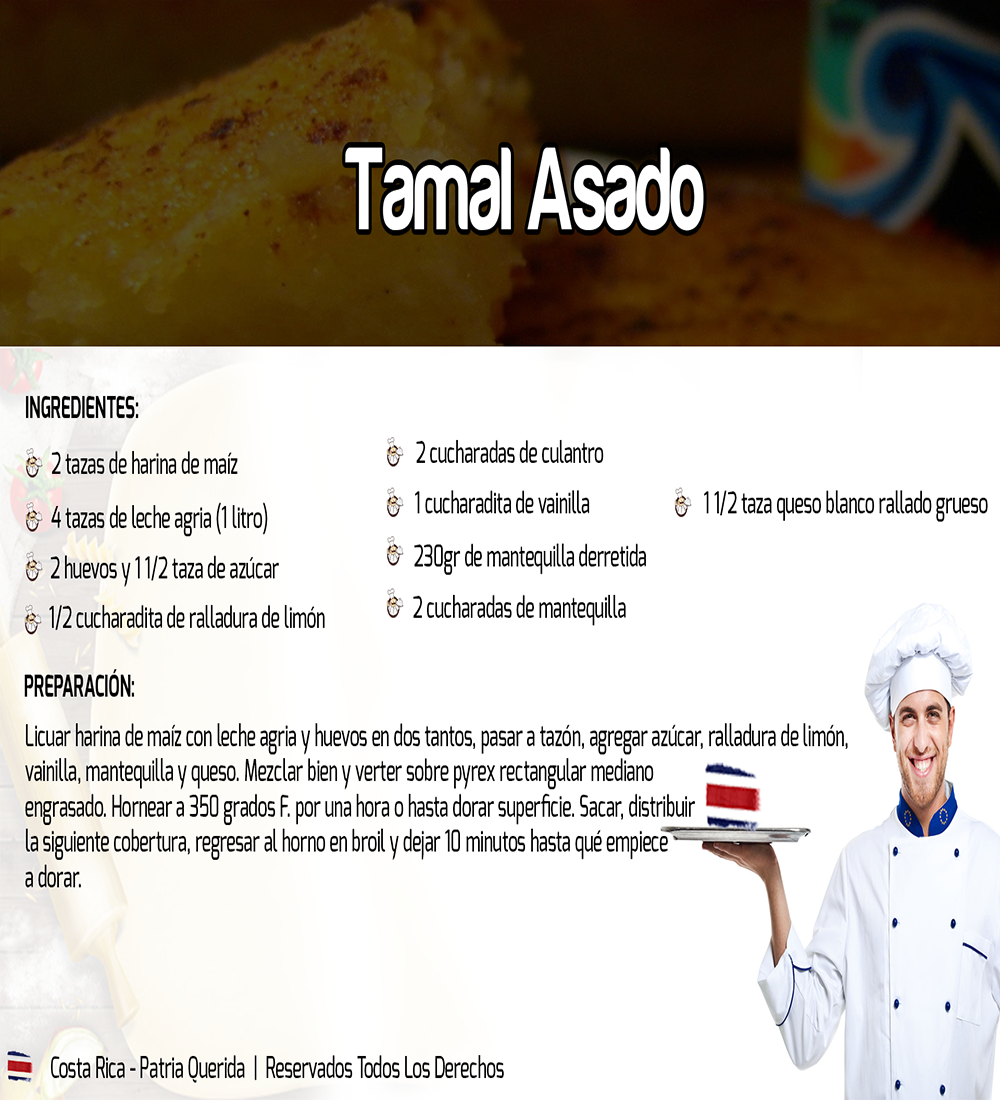 Tamal Asado
INGREDIENTES:
2 tazas de harina de maíz
4 tazas de leche agria (1 litro)
2 huevos y 1 1/2 taza de azúcar
1/2 cucharadita de ralladura de limón
2 cucharadas de culantro
1 cucharadita de vainilla
230gr de mantequilla derretida
2 cucharadas de mantequilla
1 1/2 taza queso blanco rallado grueso
PREPARACIÓN:
Licuar harina de maíz con leche agria y huevos en dos tantos, pasar a tazón, agregar azúcar, ralladura de limón,
vainilla, mantequilla y queso. Mezclar bien y verter sobre pyrex rectangular mediano
engrasado. Hornear a 350 grados F. por una hora o hasta dorar superficie. Sacar, distribuir
la siguiente cobertura, regresar al horno en broil y dejar 10 minutos hasta qué empiece
a dorar.
Costa Rica - Patria Querida | Reservados Todos Los Derechos